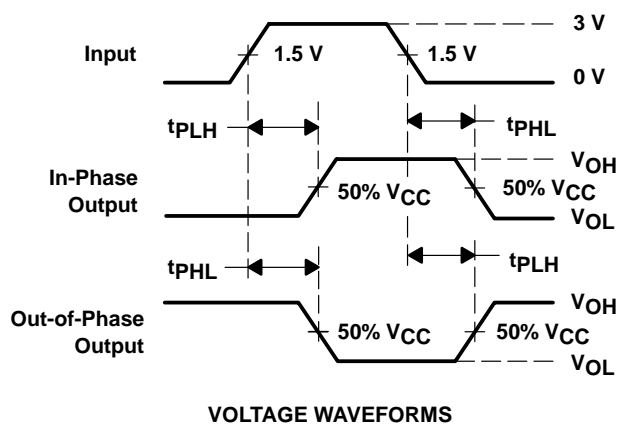 3 V
Input
1.5 V
1.5 V
0 V
tPLH
tPHL
VOH
In-Phase
Output
50% VCC
50% VCC
VOL
tPHL
tPLH
VOH
Out-of-Phase
Output
50% VCC
50% VCC
VOL
VOLTAGE WAVEFORMS